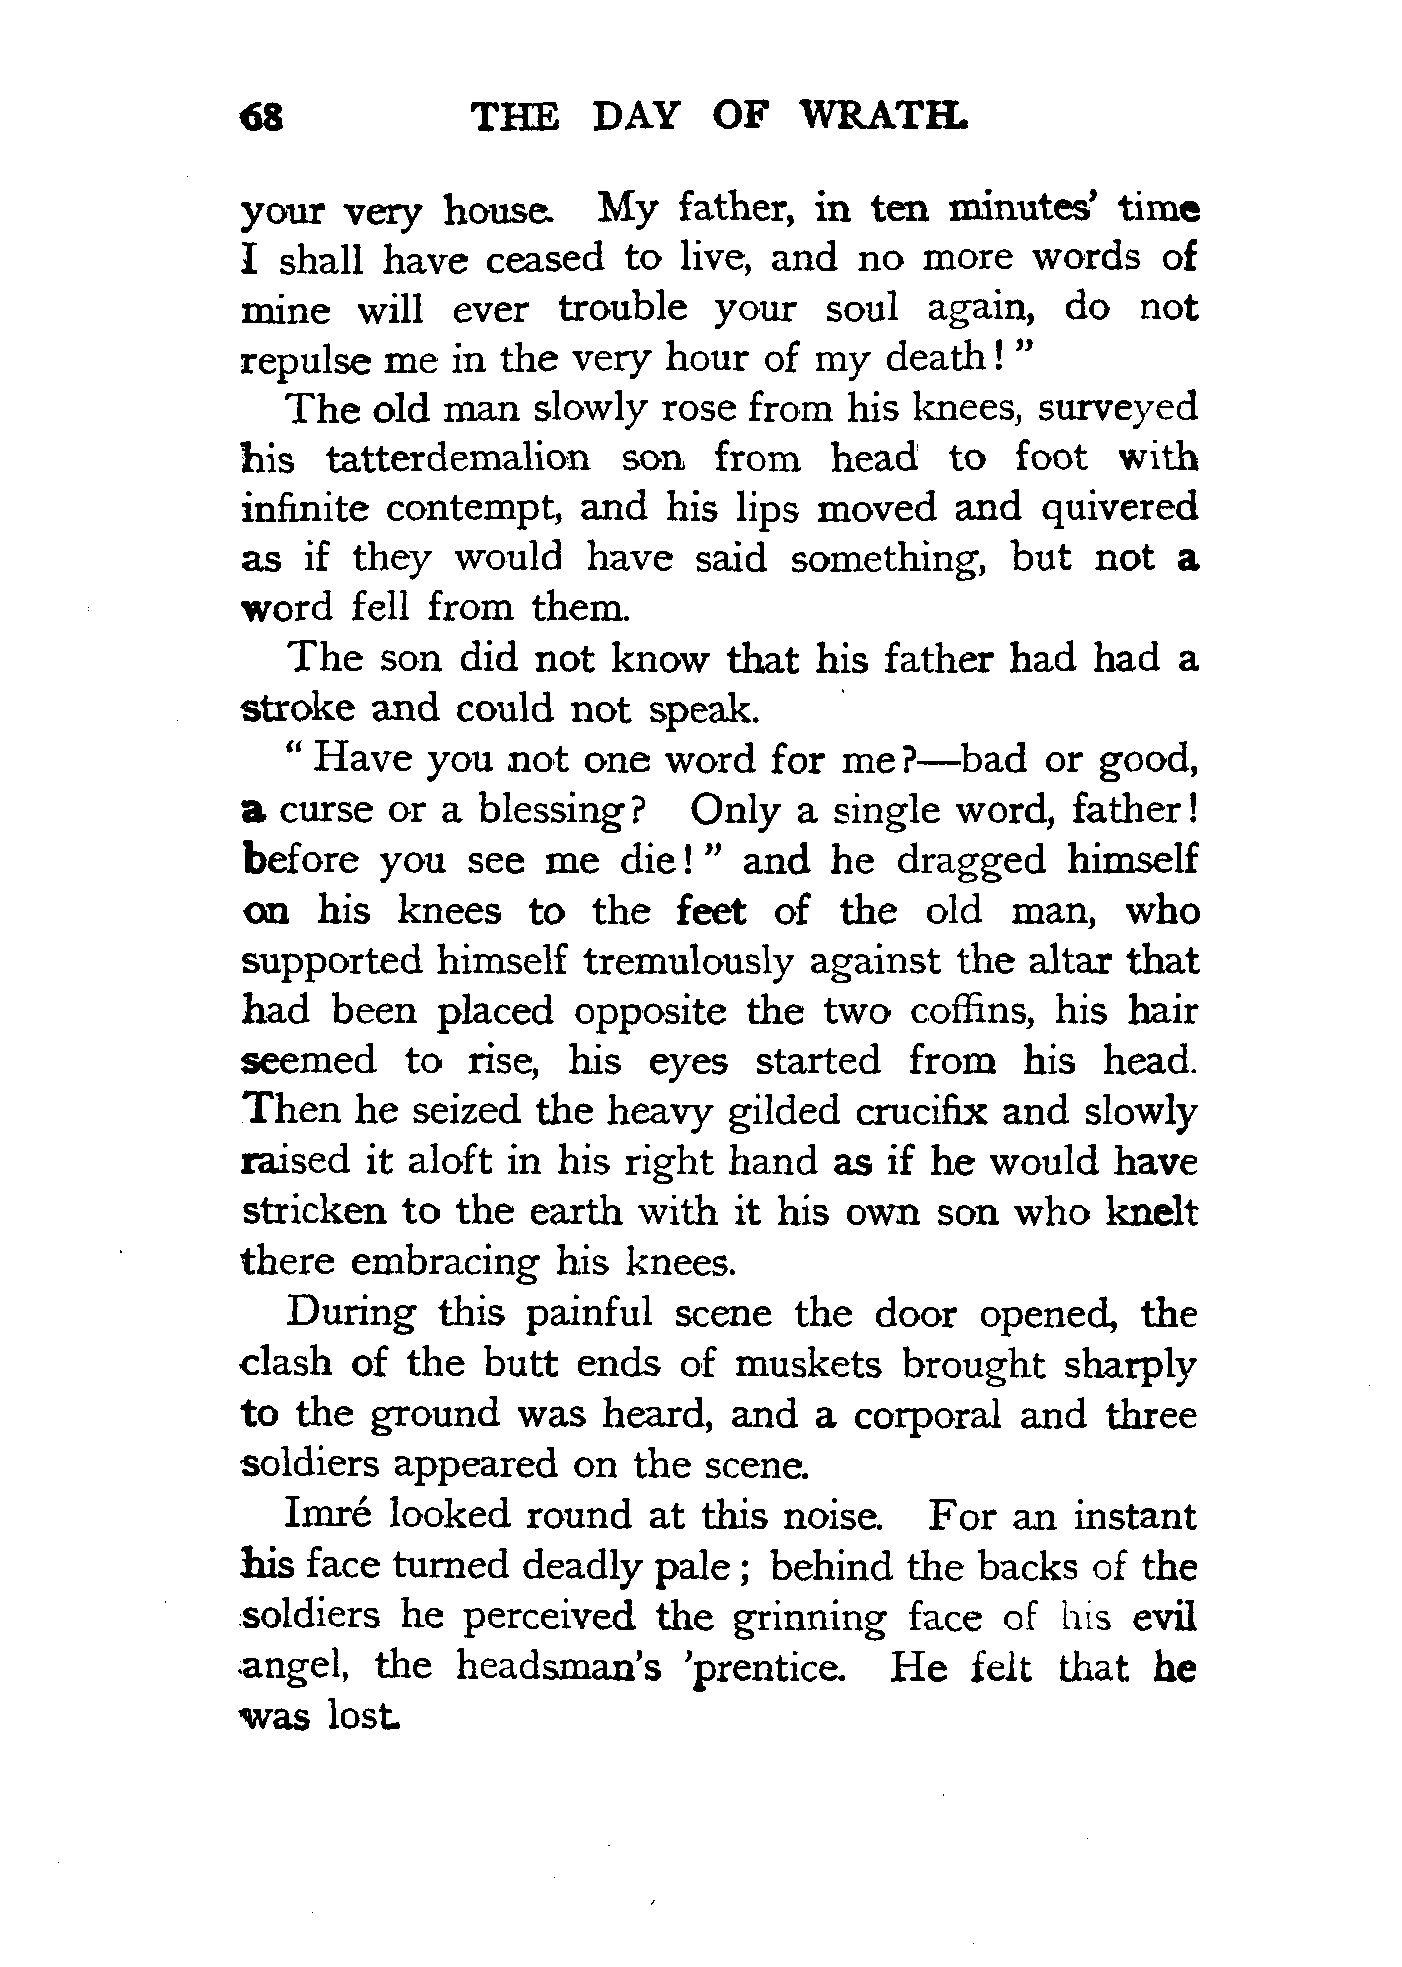 68 THE DAY OF WRATH.
your very house. My father, in ten minutes' time
I shall have ceased to live, and no more words of
mine will ever trouble your soul again, do not
repulse me in the very hour of my death! "
The old man slowly rose from his knees, surveyed
his tatterdemalion son from head to foot with
infinite contempt, and his lips moved and quivered
as if they would have said something, but not a
word fell from them.
The son did not know that his father had had a
stroke and could not speak.
" Have you not one word for me?—bad or good,
a curse or a blessing? Only a single word, father!
before you see me die! " and he dragged himself
on his knees to the feet of the old man, who
supported himself tremulously against the altar that
had been placed opposite the two coffins, his hair
seemed to rise, his eyes started from his head.
Then he seized the heavy gilded crucifix and slowly
raised it aloft in his right hand as if he would have
stricken to the earth with it his own son who knelt
there embracing his knees.
During this painful scene the door opened, the
clash of the butt ends of muskets brought sharply
to the ground was heard, and a corporal and three
soldiers appeared on the scene.
Imré looked round at this noise. For an instant
his face turned deadly pale ; behind the backs of the
soldiers he perceived the grinning face of his evil
angel, the headsman's 'prentice. He felt that he
was lost.